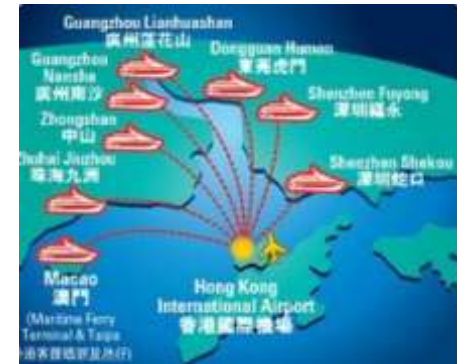 Guangzhou Lianhuashan
廣州蓮花山
Dongguan Humen
東莞虎門
Guangzhou
Nansha
廣州南沙
Shenzhen Fuyong
深圳福永
Zhongshan
中山
Zhuhai Jiuzhou
珠海九洲
Shenzhen Shekou
深圳蛇口
Macao
澳門
(Maritime Ferry
Terminal & Taipa
Hong Kong
International Airport
香港國際機場